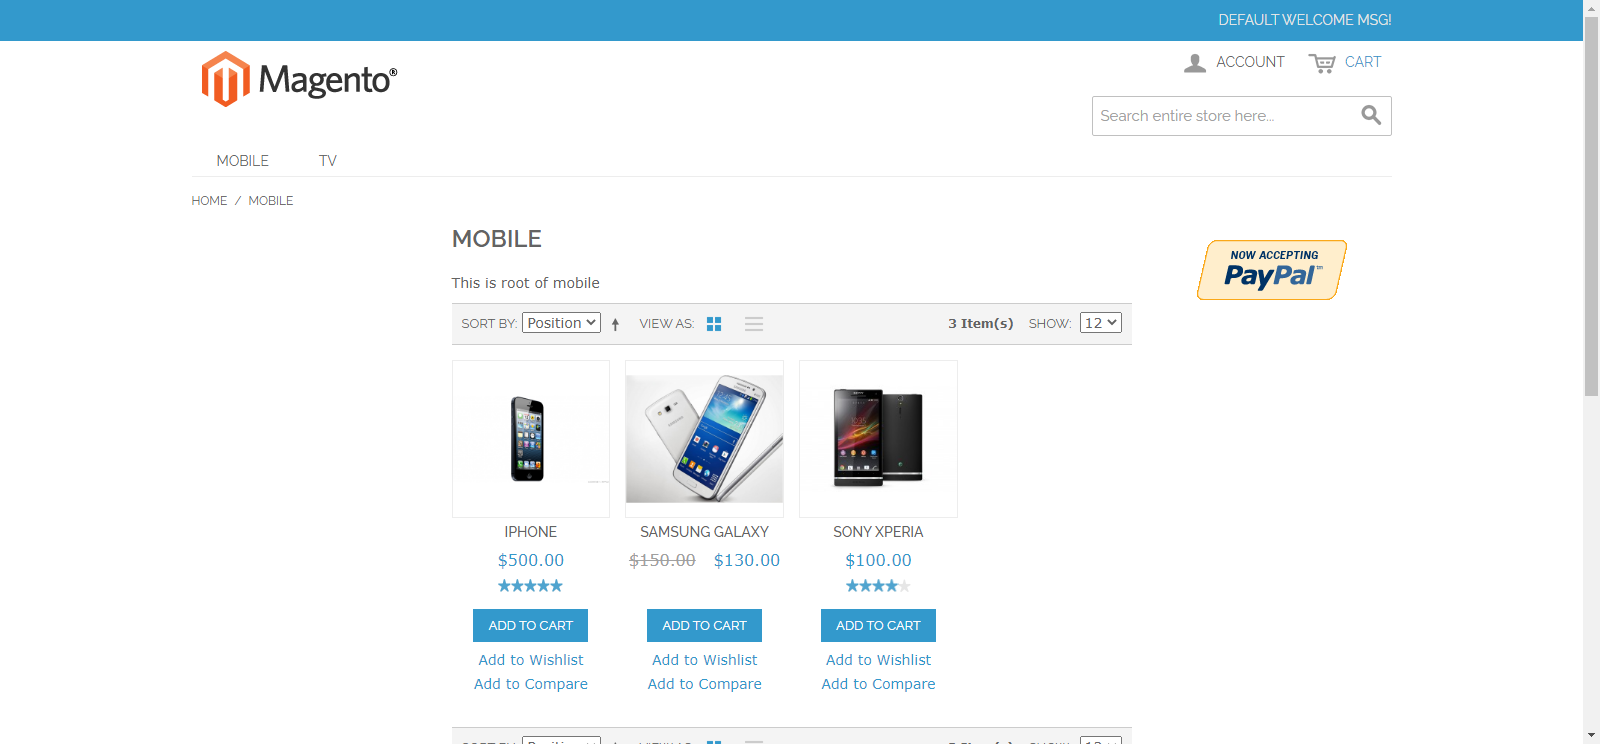 DEFAULT WELCOME MSG!
Magento®
ACCOUNT CART
Search entire store here...
MOBILE TV
HOME / MOBILE
MOBILE
NOW ACCEPTING
PayPal™
This is root of mobile
SORT BY: Position VIEW AS: 3 Item(s) SHOW: 12
IPHONE SAMSUNG GALAXY SONY XPERIA
$500.00 $150.00 $130.00 $100.00
ADD TO CART ADD TO CART ADD TO CART
Add to Wishlist Add to Wishlist Add to Wishlist
Add to Compare Add to Compare Add to Compare